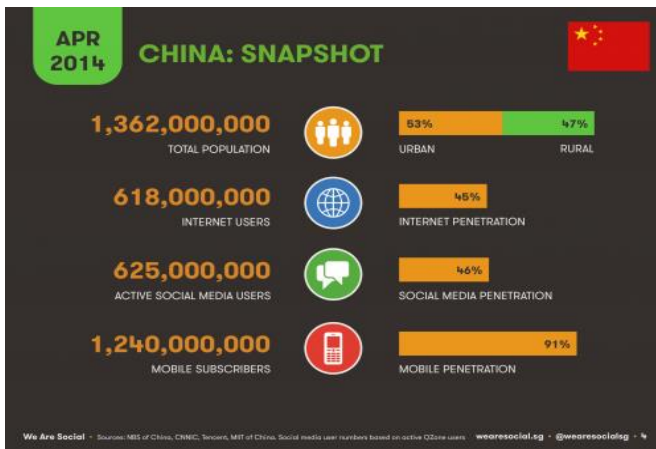 APR
2014
CHINA: SNAPSHOT
1,362,000,000
TOTAL POPULATION
53%
47%
URBAN
RURAL
618,000,000
INTERNET USERS
45%
INTERNET PENETRATION
625,000,000
ACTIVE SOCIAL MEDIA USERS
46%
SOCIAL MEDIA PENETRATION
1,240,000,000
MOBILE SUBSCRIBERS
91%
MOBILE PENETRATION
We Are Social • Sources: NBS of China, CNNIC, Tencent, MIIT of China. Social media user numbers based on active QZone users wearesocial.sg • @wearesocialsg • 4